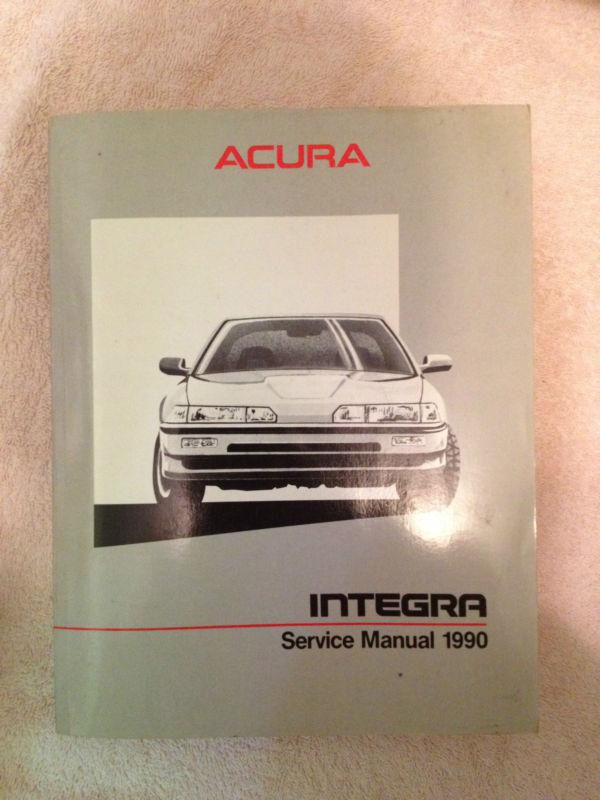 ACURA
INTEGRA
Service Manual 1990